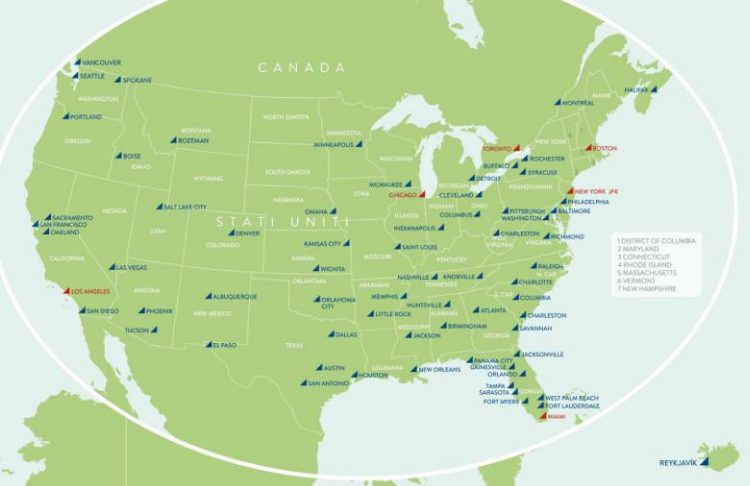 CANADA
VANCOUVER
SEATTLE
SPOKANE
WASHINGTON
PORTLAND
OREGON
MONTANA
BOZEMAN
BOISE
IDAHO
NORTH DAKOTA
MINNESOTA
MINNEAPOLIS
SOUTH DAKOTA
WYOMING
WISCONSIN
MILWAUKEE
CHICAGO
MICHIGAN
DETROIT
TORONTO
BUFFALO
ROCHESTER
SYRACUSE
NEW YORK
MONTRÉAL
MAINE
HALIFAX
BOSTON
NEW YORK JFK
PHILADELPHIA
BALTIMORE
PENNSYLVANIA
PITTSBURGH
WASHINGTON
CLEVELAND
OHIO
COLUMBUS
INDIANA
INDIANAPOLIS
ILLINOIS
IOWA
NEBRASKA
OMAHA
STATI UNITI
SALT LAKE CITY
NEVADA
UTAH
SACRAMENTO
SAN FRANCISCO
OAKLAND
CALIFORNIA
DENVER
COLORADO
KANSAS CITY
KANSAS
WICHITA
MISSOURI
SAINT LOUIS
KENTUCKY
CHARLESTON
VIRGINIA
VIRGINIA
RICHMOND
RALEIGH
N. CAR
CHARLOTTE
KNOXVILLE
NASHVILLE
TENNESSEE
LAS VEGAS
LOS ANGELES
SAN DIEGO
ARIZONA
PHOENIX
TUCSON
ALBUQUERQUE
NEW MEXICO
EL PASO
OKLAHOMA
OKLAHOMA
CITY
ARKANSAS
LITTLE ROCK
MEMPHIS
HUNTSVILLE
S. CAR
COLUMBIA
ATLANTA
CHARLESTON
SAVANNAH
GEORGIA
ALABAMA
BIRMINGHAM
MISSISSIPPI
JACKSON
DALLAS
TEXAS
AUSTIN
SAN ANTONIO
HOUSTON
LOUISIANA
NEW ORLEANS
JACKSONVILLE
PANAMA CITY
GAINESVILLE
ORLANDO
TAMPA
SARASOTA
FLORIDA
FORT MYERS
WEST PALM BEACH
FORT LAUDERDALE
MIAMI
1 DISTRICT OF COLUMBIA
2 MARYLAND
3 CONNECTICUT
4 RHODE ISLAND
5 MASSACHUSETTS
6 VERMONT
7 NEW HAMPSHIRE
REYKJAVÍK